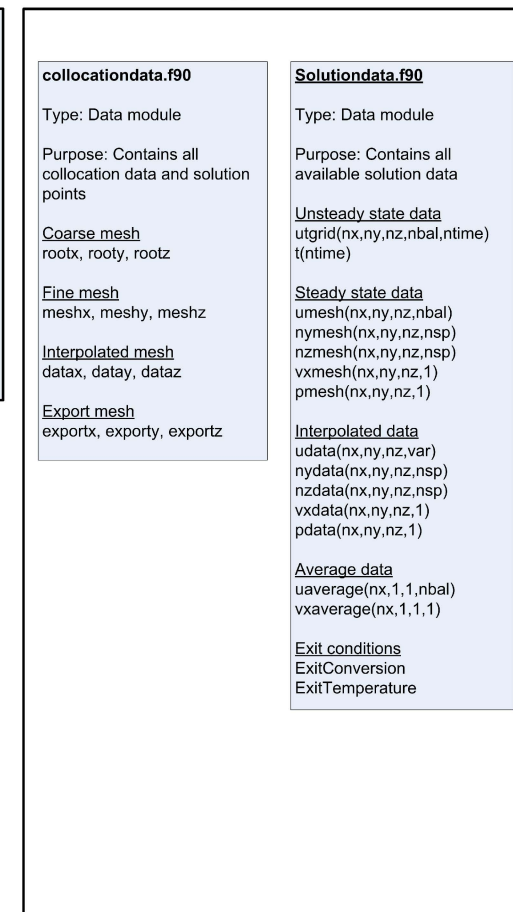 collocationdata.f90
Type: Data module
Purpose: Contains all
collocation data and solution
points
Coarse mesh
rootx, rooty, rootz
Fine mesh
meshx, meshy, meshz
Interpolated mesh
datax, datay, dataz
Export mesh
exportx, exporty, exportz
Solutiondata.f90
Type: Data module
Purpose: Contains all
available solution data
Unsteady state data
utgrid(nx,ny,nz,nbal,ntime)
t(ntime)
Steady state data
umesh(nx,ny,nz,nbal)
nymesh(nx,ny,nz,nsp)
nzmesh(nx,ny,nz,nsp)
vxmesh(nx,ny,nz,1)
pmesh(nx,ny,nz,1)
Interpolated data
udata(nx,ny,nz,var)
nydata(nx,ny,nz,nsp)
nzdata(nx,ny,nz,nsp)
vxdata(nx,ny,nz,1)
pdata(nx,ny,nz,1)
Average data
uaverage(nx,1,1,nbal)
vxaverage(nx,1,1,1)
Exit conditions
ExitConversion
ExitTemperature